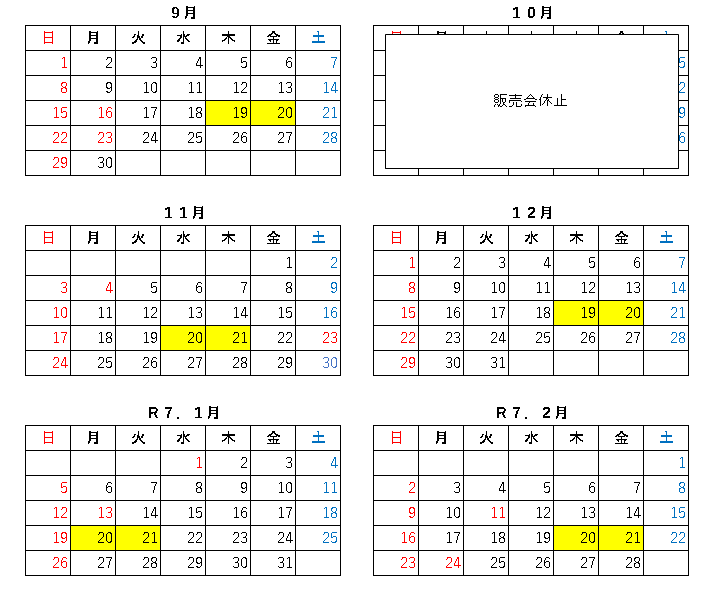 9月
日 月 火 水 木 金 土
1 2 3 4 5 6 7
8 9 10 11 12 13 14
15 16 17 18 19 20 21
22 23 24 25 26 27 28
29 30
10月
販売会休止
5
2
9
6
11月
日 月 火 水 木 金 土
1 2
3 4 5 6 7 8 9
10 11 12 13 14 15 16
17 18 19 20 21 22 23
24 25 26 27 28 29 30
12月
日 月 火 水 木 金 土
1 2 3 4 5 6 7
8 9 10 11 12 13 14
15 16 17 18 19 20 21
22 23 24 25 26 27 28
29 30 31
R7.1月
日 月 火 水 木 金 土
1 2 3 4
5 6 7 8 9 10 11
12 13 14 15 16 17 18
19 20 21 22 23 24 25
26 27 28 29 30 31
R7.2月
日 月 火 水 木 金 土
1
2 3 4 5 6 7 8
9 10 11 12 13 14 15
16 17 18 19 20 21 22
23 24 25 26 27 28